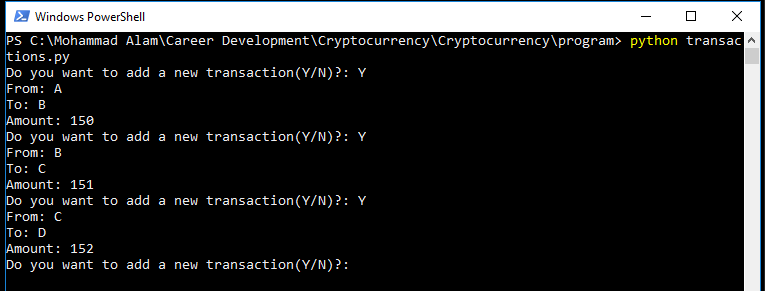 Windows PowerShell
PS C:\Mohammad Alam\Career Development\Cryptocurrency\Cryptocurrency\program> python transac
tions.py
Do you want to add a new transaction(Y/N)?: Y
From: A
To: B
Amount: 150
Do you want to add a new transaction(Y/N)?: Y
From: B
To: C
Amount: 151
Do you want to add a new transaction(Y/N)?: Y
From: C
To: D
Amount: 152
Do you want to add a new transaction(Y/N)?: